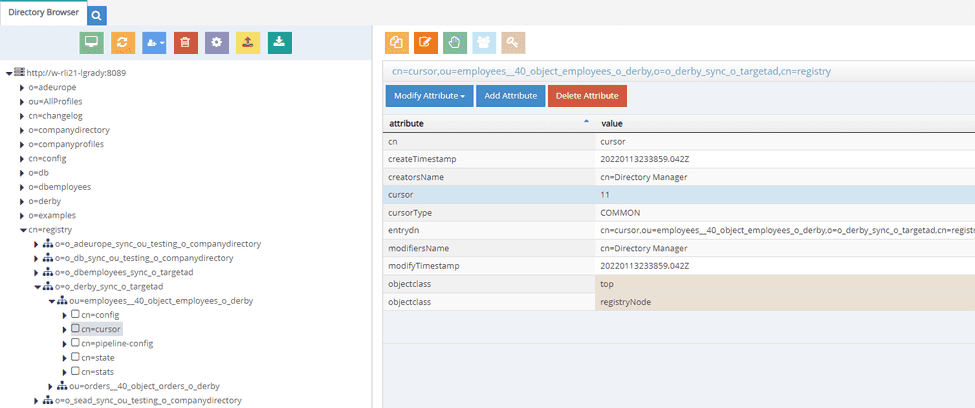 Directory Browser
http://w-rli21-lgrady:8089
o=adeurope
ou=AllProfiles
cn=changelog
o=companydirectory
o=companyprofiles
cn=config
o=db
o=dbemployees
o=derby
o=examples
cn=registry
o=o_adeurope_sync_ou_testing_o_companydirectory
o=o_db_sync_ou_testing_o_companydirectory
o=o_dbemployees_sync_o_targetad
o=o_derby_sync_o_targetad
ou=employees__40_object_employees_o_derby
cn=config
cn=cursor
cn=pipeline-config
cn=state
cn=stats
ou=orders__40_object_orders_o_derby
o=o_sead_sync_ou_testing_o_companydirectory
cn=cursor,ou=employees__40_object_employees_o_derby,o=o_derby_sync_o_targetad,cn=registry
Modify Attribute Add Attribute Delete Attribute
attribute value
cn cursor
createTimestamp 20220113233859.042Z
creatorsName cn=Directory Manager
cursor 11
cursorType COMMON
entrydn cn=cursor,ou=employees__40_object_employees_o_derby,o=o_derby_sync_o_targetad,cn=regist
modifiersName cn=Directory Manager
modifyTimestamp 20220113233859.042Z
objectclass top
objectclass registryNode